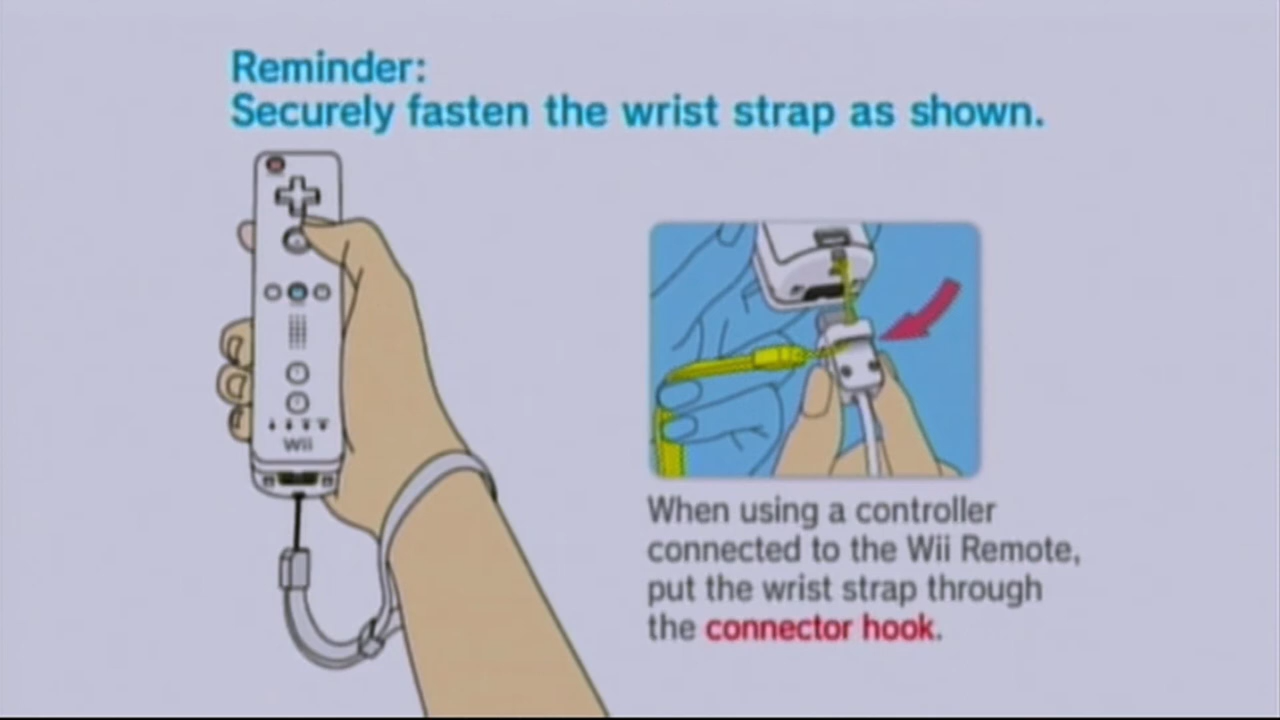 Reminder:
Securely fasten the wrist strap as shown.
Wii
When using a controller
connected to the Wii Remote,
put the wrist strap through
the connector hook.